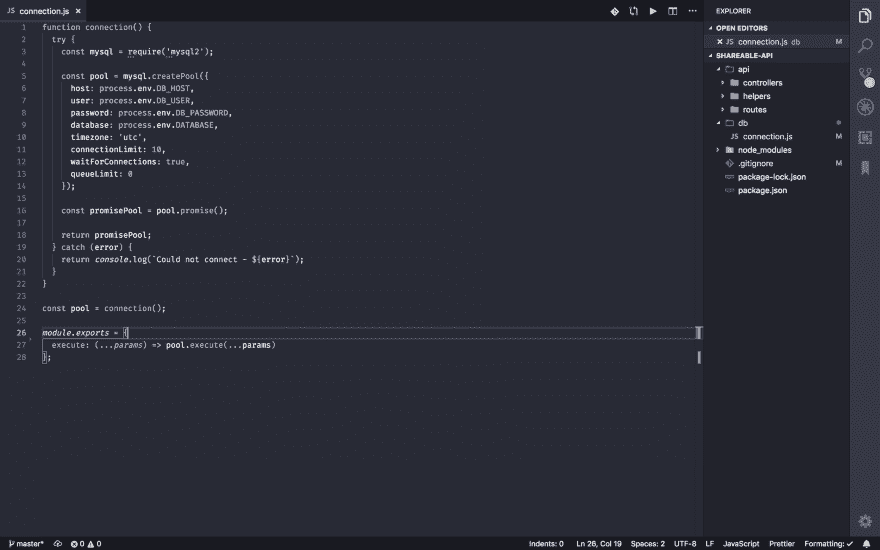 JS connection.js ×
1 function connection() {
2 try {
3 const mysql = require('mysql2');
4
5 const pool = mysql.createPool({
6 host: process.env.DB_HOST,
7 user: process.env.DB_USER,
8 password: process.env.DB_PASSWORD,
9 database: process.env.DATABASE,
10 timezone: 'utc',
11 connectionLimit: 10,
12 waitForConnections: true,
13 queueLimit: 0
14 });
15
16 const promisePool = pool.promise();
17
18 return promisePool;
19 } catch (error) {
20 return console.log(`Could not connect - ${error}`);
21 }
22 }
23
24 const pool = connection();
25
26 module.exports = {
27 execute: (...params) => pool.execute(...params)
28 };
EXPLORER
OPEN EDITORS
× JS connection.js db M
SHAREABLE-API
api
controllers
helpers
routes
db
JS connection.js M
node_modules
.gitignore M
package-lock.json
package.json
master* 0 0 Indents: 0 Ln 26, Col 19 Spaces: 2 UTF-8 LF JavaScript Prettier Formatting: ✓